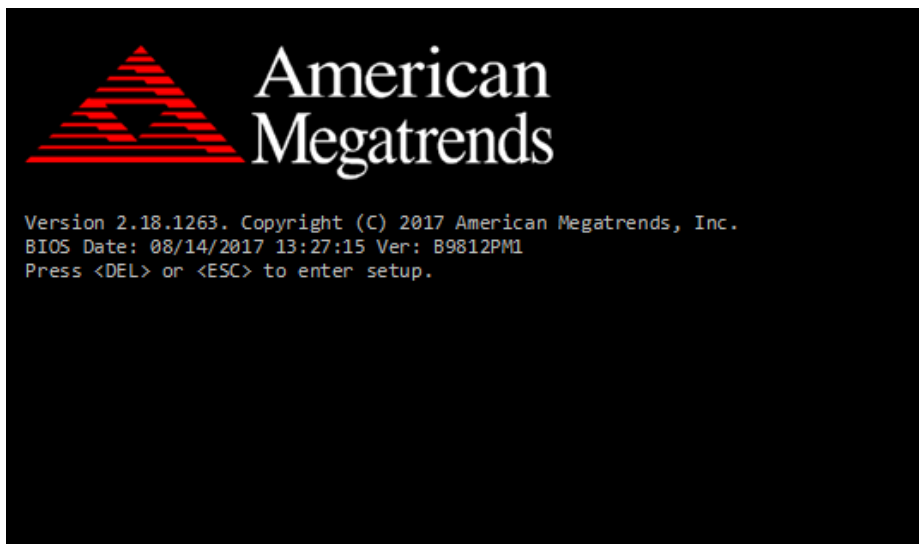 American
Megatrends
Version 2.18.1263. Copyright (C) 2017 American Megatrends, Inc.
BIOS Date: 08/14/2017 13:27:15 Ver: B9812PM1
Press <DEL> or <ESC> to enter setup.